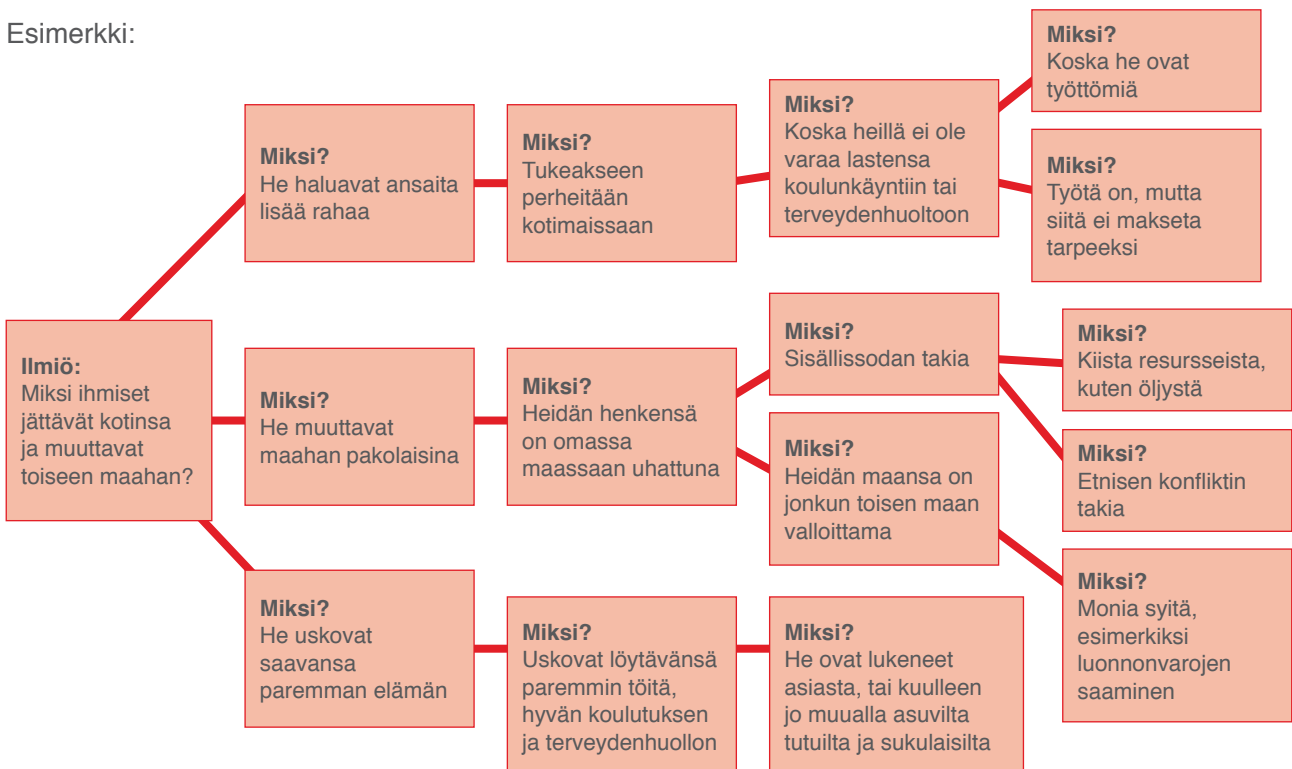 Esimerkki:
Ilmiö:
Miksi ihmiset
jättävät kotinsa
ja muuttavat
toiseen maahan?
Miksi?
He haluavat ansaita
lisää rahaa
Miksi?
Tukeakseen
perheitään
kotimaissaan
Miksi?
Koska heillä ei ole
varaa lastensa
koulunkäyntiin tai
terveydenhuoltoon
Miksi?
Koska he ovat
työttömiä
Miksi?
Työtä on, mutta
siitä ei makseta
tarpeeksi
Miksi?
He muuttavat
maahan pakolaisina
Miksi?
Heidän henkensä
on omassa
maassaan uhattuna
Miksi?
Sisällissodan takia
Miksi?
Kiista resursseista,
kuten öljystä
Miksi?
Etnisen konfliktin
takia
Miksi?
Heidän maansa on
jonkun toisen maan
valloittama
Miksi?
Monia syitä,
esimerkiksi
luonnonvarojen
saaminen
Miksi?
He uskovat
saavansa
paremman elämän
Miksi?
Uskovat löytävänsä
paremmin töitä,
hyvän koulutuksen
ja terveydenhuollon
Miksi?
He ovat lukeneet
asiasta, tai kuulleen
jo muualla asuvilta
tutuilta ja sukulaisilta